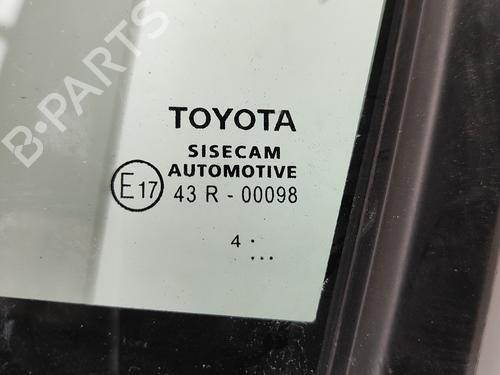 B-PARTS
TOYOTA
SISECAM
AUTOMOTIVE
E17 43 R - 00098
4 .
...